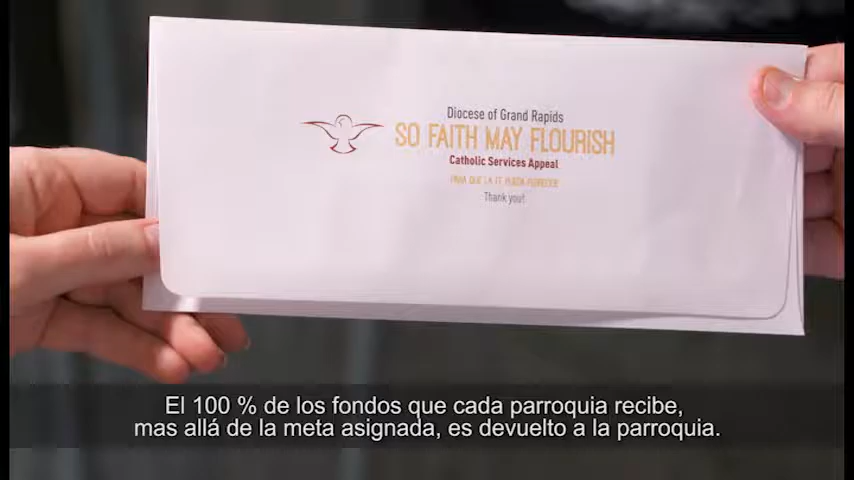 Diocese of Grand Rapids
SO FAITH MAY FLOURISH
Catholic Services Appeal
PARA QUE LA FE PUEDA FLORECER
Thank you!
El 100 % de los fondos que cada parroquia recibe,
mas allá de la meta asignada, es devuelto a la parroquia.